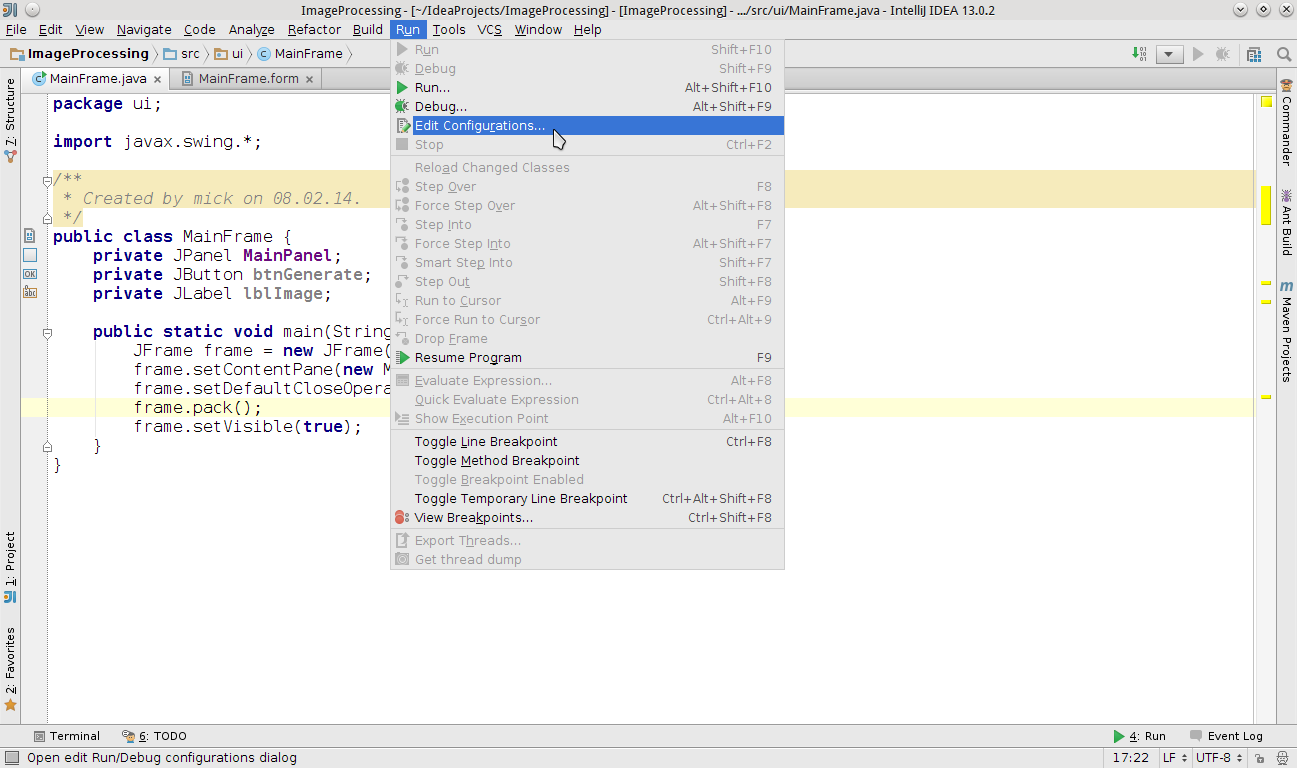 ImageProcessing - [~/IdeaProjects/ImageProcessing] - [ImageProcessing] - .../src/ui/MainFrame.java - IntelliJ IDEA 13.0.2
File Edit View Navigate Code Analyze Refactor Build Run Tools VCS Window Help
ImageProcessing src ui MainFrame
MainFrame.java MainFrame.form
Z: Structure
1: Project
2: Favorites
package ui;
import javax.swing.*;
/**
* Created by mick on 08.02.14.
*/
public class MainFrame {
private JPanel MainPanel;
private JButton btnGenerate;
private JLabel lblImage;
public static void main(String
JFrame frame = new JFrame(
frame.setContentPane(new M
frame.setDefaultCloseOpera
frame.pack();
frame.setVisible(true);
}
}
Run Shift+F10
Debug Shift+F9
Run... Alt+Shift+F10
Debug... Alt+Shift+F9
Edit Configurations...
Stop Ctrl+F2
Reload Changed Classes
Step Over F8
Force Step Over Alt+Shift+F8
Step Into F7
Force Step Into Alt+Shift+F7
Smart Step Into Shift+F7
Step Out Shift+F8
Run to Cursor Alt+F9
Force Run to Cursor Ctrl+Alt+9
Drop Frame
Resume Program F9
Evaluate Expression... Alt+F8
Quick Evaluate Expression Ctrl+Alt+8
Show Execution Point Alt+F10
Toggle Line Breakpoint Ctrl+F8
Toggle Method Breakpoint
Toggle Breakpoint Enabled
Toggle Temporary Line Breakpoint Ctrl+Alt+Shift+F8
View Breakpoints... Ctrl+Shift+F8
Export Threads...
Get thread dump
Commander
Ant Build
m Maven Projects
OK
abc
Terminal 6: TODO 4: Run Event Log
Open edit Run/Debug configurations dialog 17:22 LF UTF-8